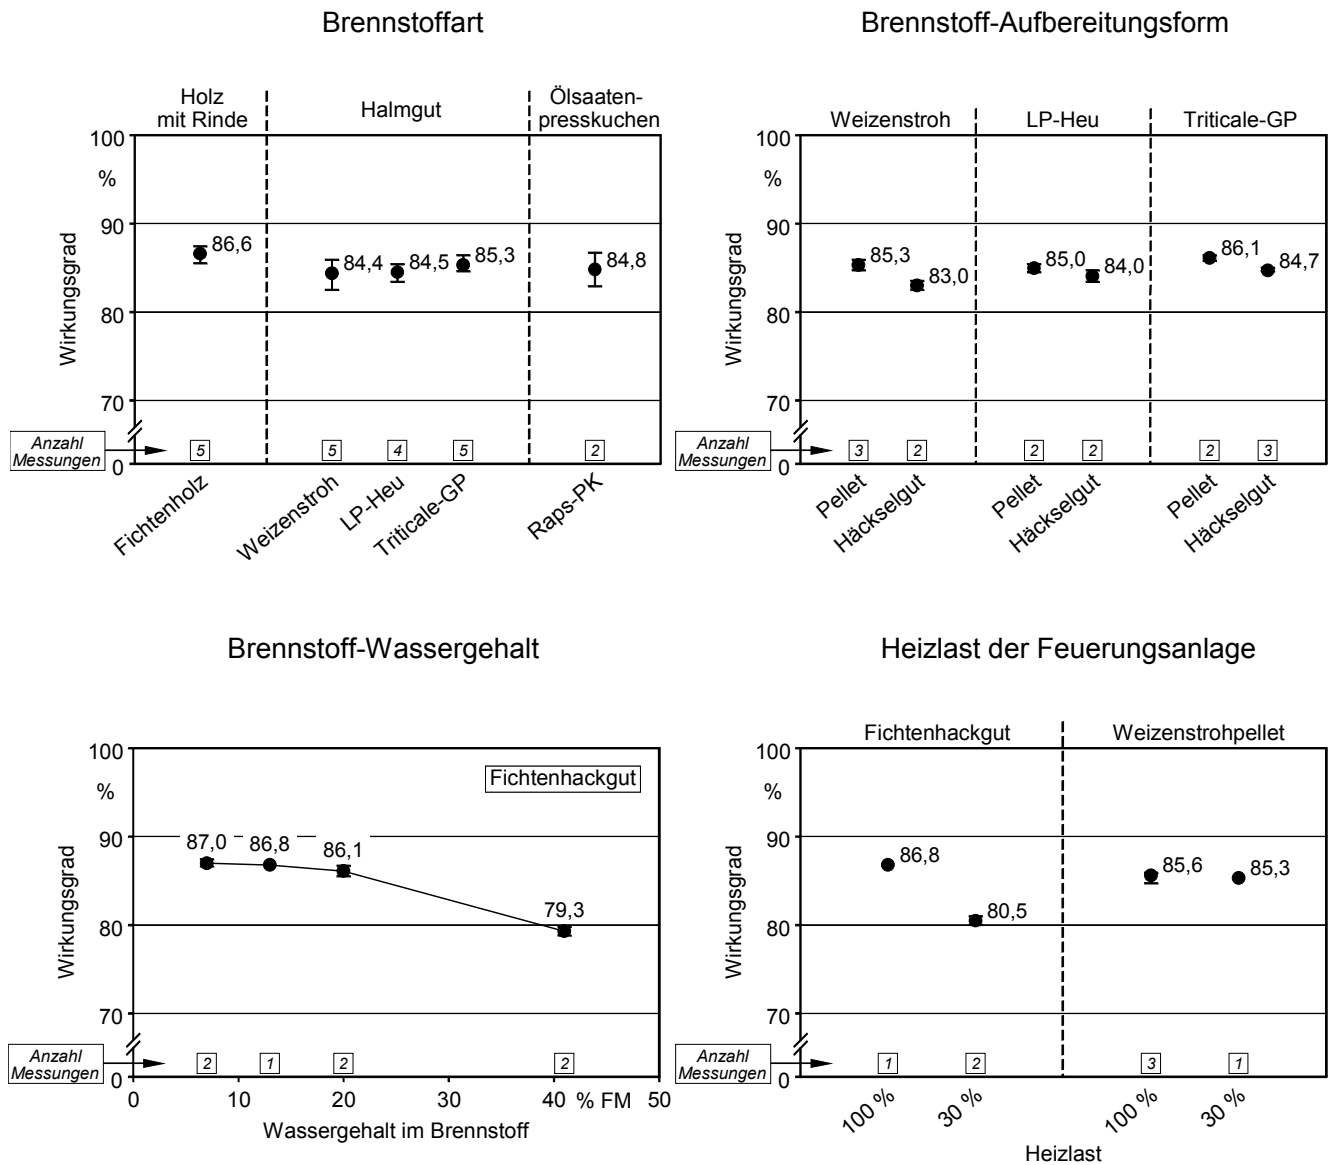 Brennstoffart
Holz
mit Rinde
Halmgut
Ölsaaten-
presskuchen
100
%
90
80
70
0
Wirkungsgrad
86,6
84,4
84,5
85,3
84,8
Anzahl
Messungen
5
5
4
5
2
Fichtenholz
Weizenstroh
LP-Heu
Triticale-GP
Raps-PK
Brennstoff-Aufbereitungsform
Weizenstroh
LP-Heu
Triticale-GP
100
%
90
80
70
0
Wirkungsgrad
85,3
83,0
85,0
84,0
86,1
84,7
Anzahl
Messungen
3
2
2
2
2
3
Pellet
Häckselgut
Pellet
Häckselgut
Pellet
Häckselgut
Brennstoff-Wassergehalt
100
%
90
80
70
0
Wirkungsgrad
Fichtenhackgut
87,0
86,8
86,1
79,3
Anzahl
Messungen
2
1
2
2
0
10
20
30
40
% FM
50
Wassergehalt im Brennstoff
Heizlast der Feuerungsanlage
Fichtenhackgut
Weizenstrohpellet
100
%
90
80
70
0
Wirkungsgrad
86,8
80,5
85,6
85,3
Anzahl
Messungen
1
2
3
1
100 %
30 %
100 %
30 %
Heizlast